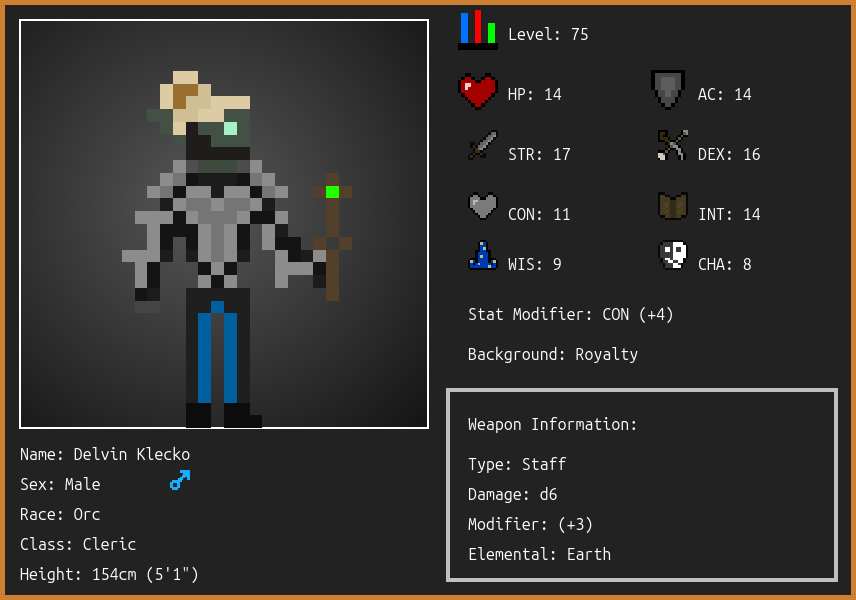 Level: 75
HP: 14
AC: 14
STR: 17
DEX: 16
CON: 11
INT: 14
WIS: 9
CHA: 8
Stat Modifier: CON (+4)
Background: Royalty
Weapon Information:
Type: Staff
Damage: d6
Modifier: (+3)
Elemental: Earth
Name: Delvin Klecko
Sex: Male
Race: Orc
Class: Cleric
Height: 154cm (5'1")